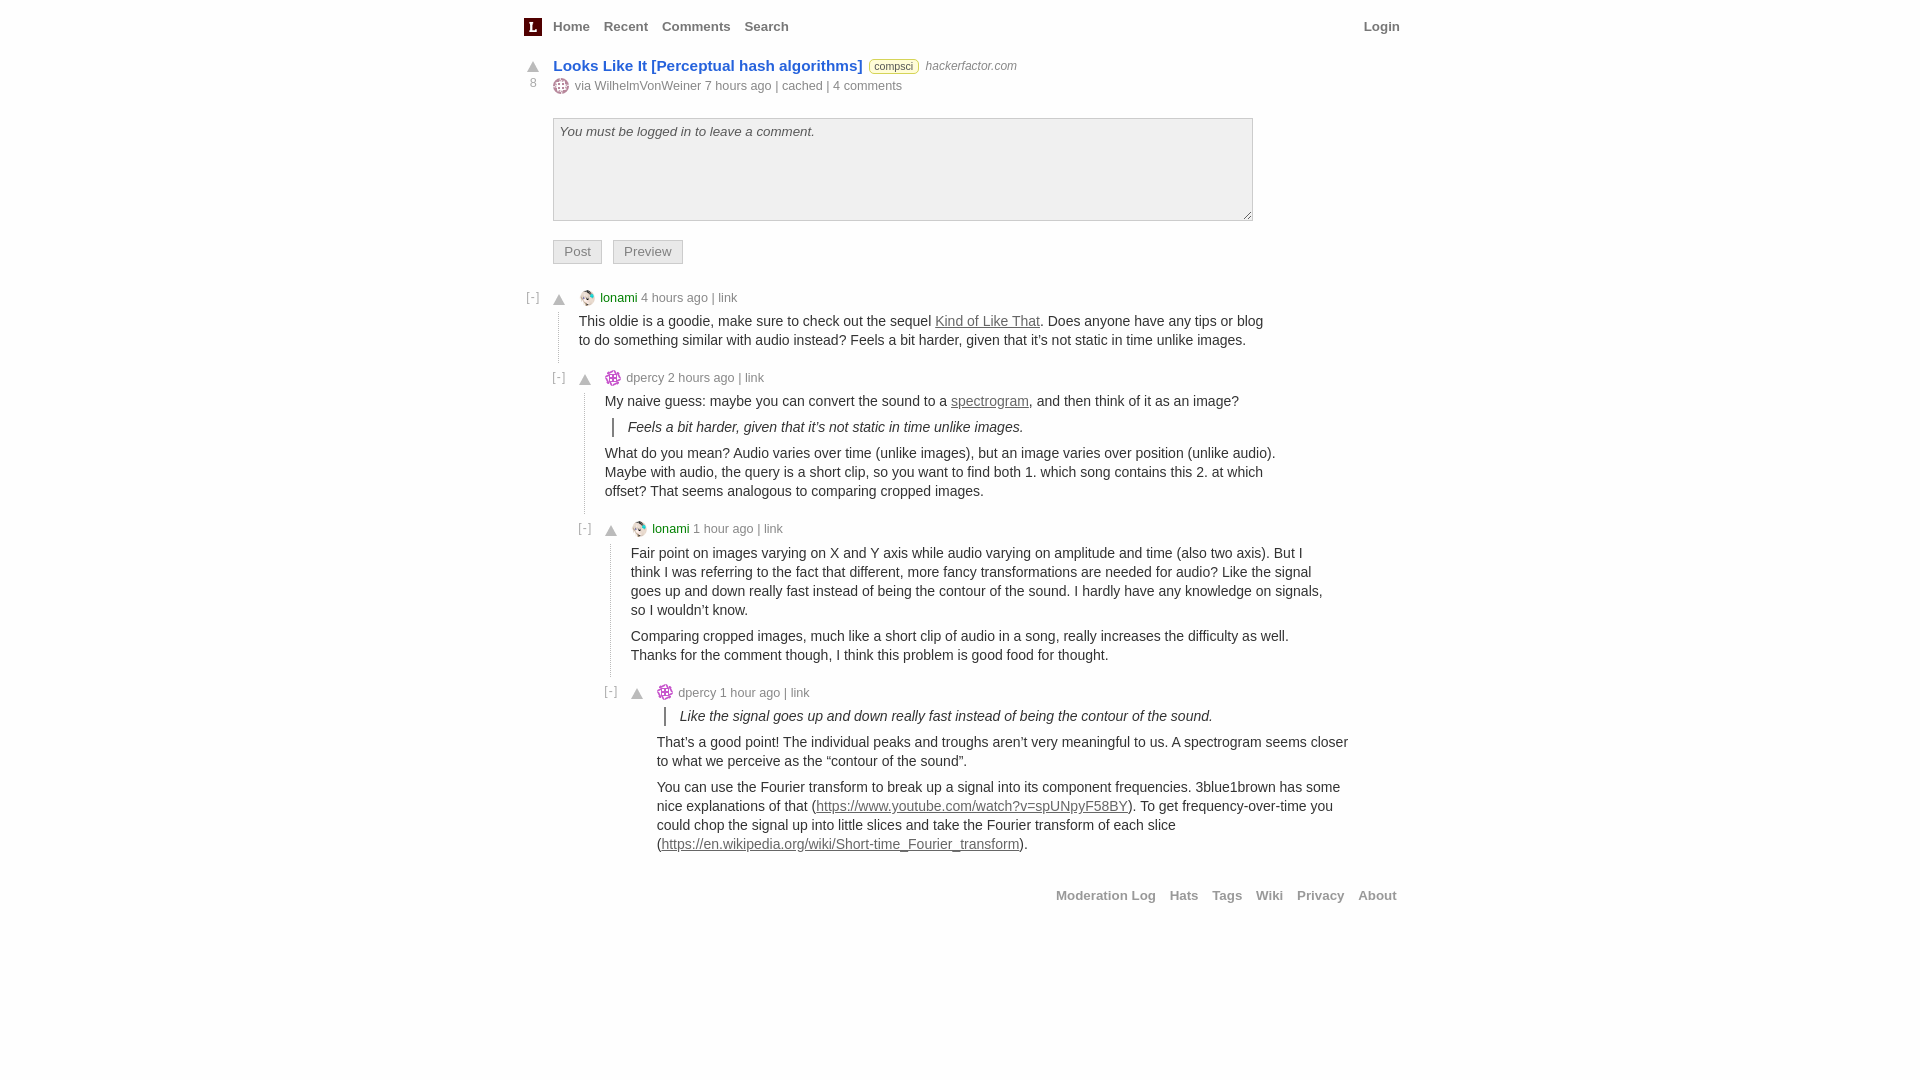 L Home Recent Comments Search Login
Looks Like It [Perceptual hash algorithms] compsci hackerfactor.com
8 via WilhelmVonWeiner 7 hours ago | cached | 4 comments
You must be logged in to leave a comment.
Post Preview
[-] lonami 4 hours ago | link
This oldie is a goodie, make sure to check out the sequel Kind of Like That. Does anyone have any tips or blog
to do something similar with audio instead? Feels a bit harder, given that it’s not static in time unlike images.
[-] dpercy 2 hours ago | link
My naive guess: maybe you can convert the sound to a spectrogram, and then think of it as an image?
Feels a bit harder, given that it’s not static in time unlike images.
What do you mean? Audio varies over time (unlike images), but an image varies over position (unlike audio).
Maybe with audio, the query is a short clip, so you want to find both 1. which song contains this 2. at which
offset? That seems analogous to comparing cropped images.
[-] lonami 1 hour ago | link
Fair point on images varying on X and Y axis while audio varying on amplitude and time (also two axis). But I
think I was referring to the fact that different, more fancy transformations are needed for audio? Like the signal
goes up and down really fast instead of being the contour of the sound. I hardly have any knowledge on signals,
so I wouldn’t know.
Comparing cropped images, much like a short clip of audio in a song, really increases the difficulty as well.
Thanks for the comment though, I think this problem is good food for thought.
[-] dpercy 1 hour ago | link
Like the signal goes up and down really fast instead of being the contour of the sound.
That’s a good point! The individual peaks and troughs aren’t very meaningful to us. A spectrogram seems closer
to what we perceive as the “contour of the sound”.
You can use the Fourier transform to break up a signal into its component frequencies. 3blue1brown has some
nice explanations of that (https://www.youtube.com/watch?v=spUNpyF58BY). To get frequency-over-time you
could chop the signal up into little slices and take the Fourier transform of each slice
(https://en.wikipedia.org/wiki/Short-time_Fourier_transform).
Moderation Log Hats Tags Wiki Privacy About